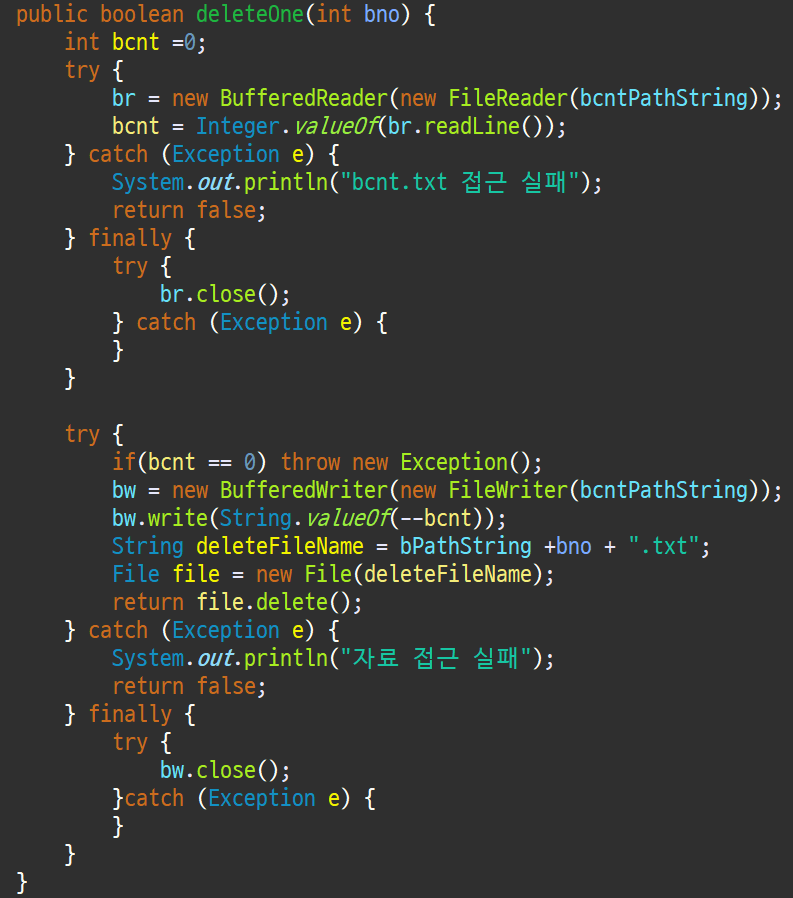 public boolean deleteOne(int bno) {
    int bcnt =0;
    try {
        br = new BufferedReader(new FileReader(bcntPathString));
        bcnt = Integer.valueOf(br.readLine());
    } catch (Exception e) {
        System.out.println("bcnt.txt 접근 실패");
        return false;
    } finally {
        try {
            br.close();
        } catch (Exception e) {
        }
    }

    try {
        if(bcnt == 0) throw new Exception();
        bw = new BufferedWriter(new FileWriter(bcntPathString));
        bw.write(String.valueOf(--bcnt));
        String deleteFileName = bPathString +bno + ".txt";
        File file = new File(deleteFileName);
        return file.delete();
    } catch (Exception e) {
        System.out.println("자료 접근 실패");
        return false;
    } finally {
        try {
            bw.close();
        }catch (Exception e) {
        }
    }
}